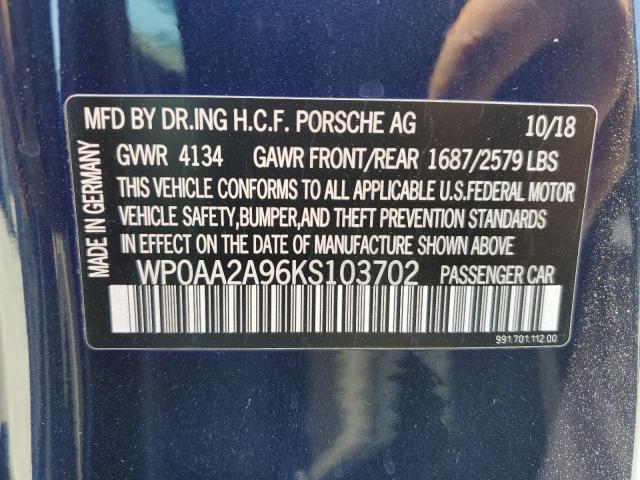 MFD BY DR.ING H.C.F. PORSCHE AG 10/18
GVWR 4134 GAWR FRONT/REAR 1687/2579 LBS
THIS VEHICLE CONFORMS TO ALL APPLICABLE U.S.FEDERAL MOTOR
VEHICLE SAFETY,BUMPER,AND THEFT PREVENTION STANDARDS
IN EFFECT ON THE DATE OF MANUFACTURE SHOWN ABOVE
WP0AA2A96KS103702 PASSENGER CAR
991.701.112.00
MADE IN GERMANY